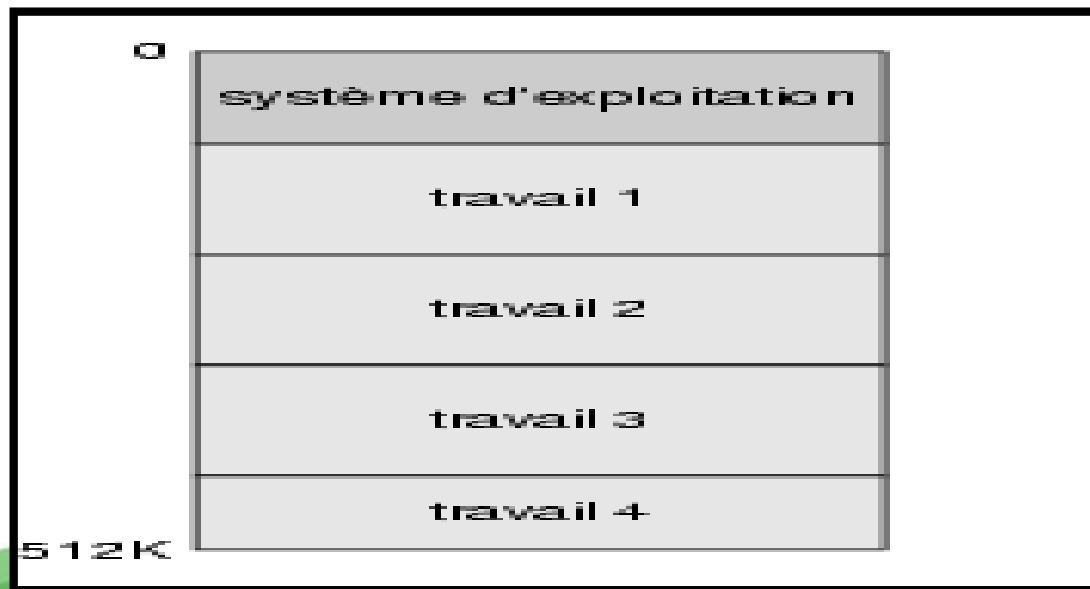 0
système d'exploitation
travail 1
travail 2
travail 3
travail 4
512K